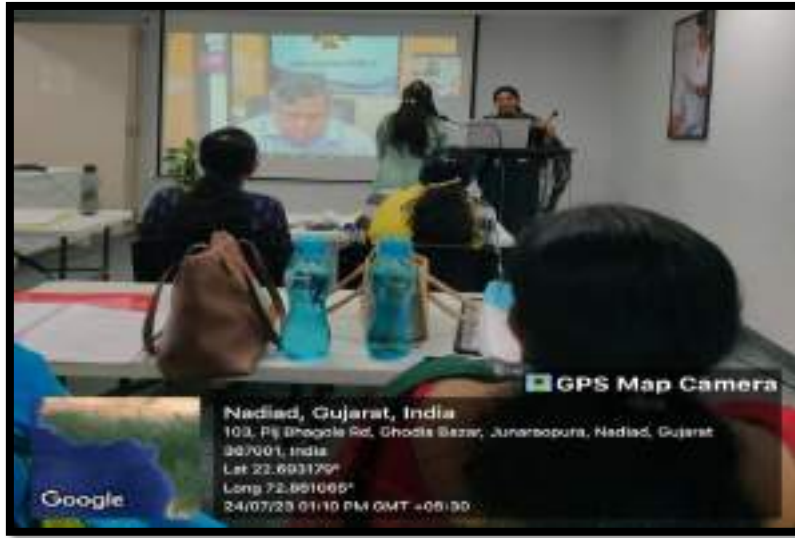 GPS Map Camera
Nadiad, Gujarat, India
103, Pij Bhagole Rd, Ghodia Bazar, Junaraopura, Nadiad, Gujarat
387001, India
Lat 22.693179°
Long 72.861065°
24/07/23 01:10 PM GMT +05:30
Google